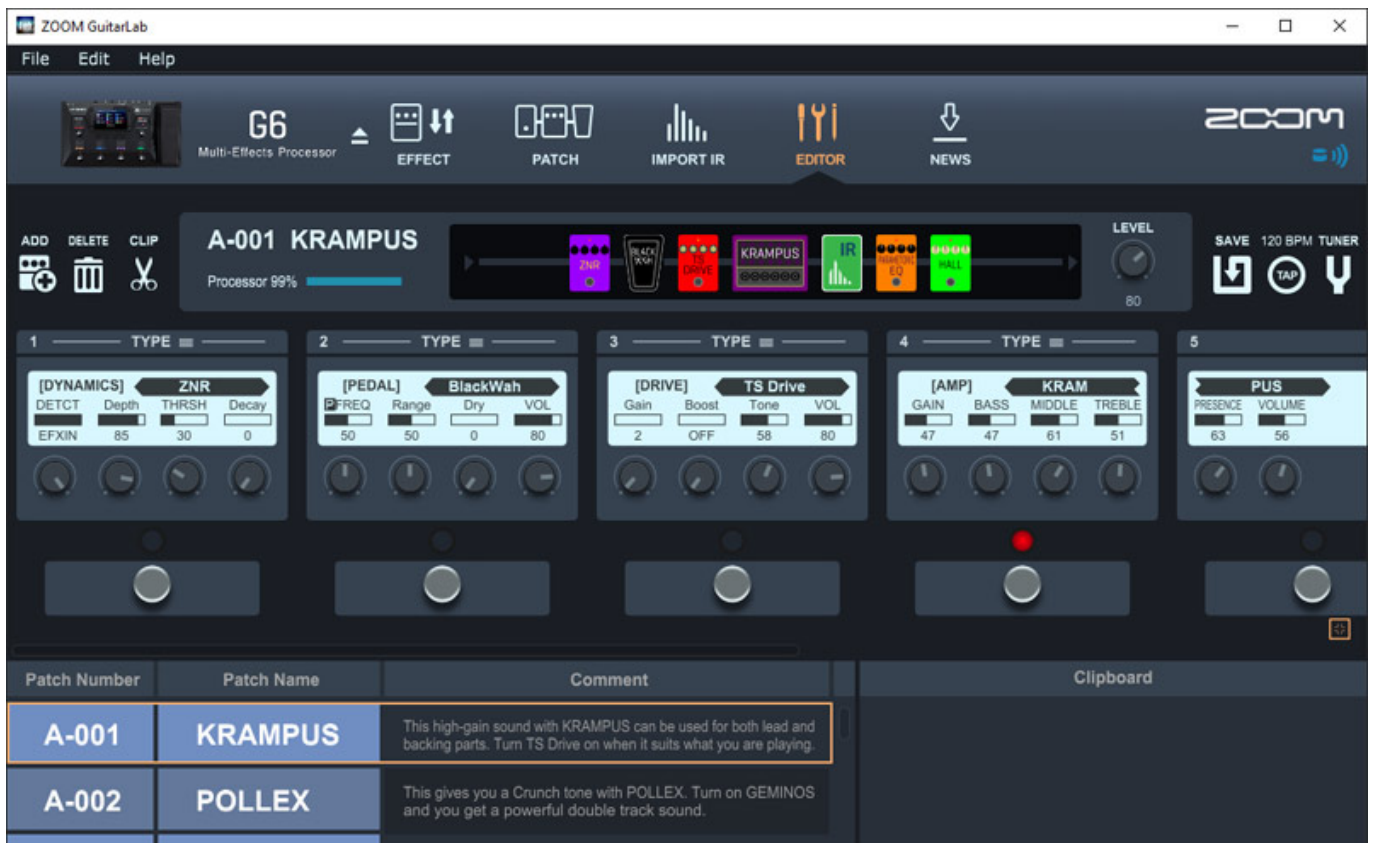 ZOOM GuitarLab
File Edit Help
G6
Multi-Effects Processor
EFFECT PATCH IMPORT IR EDITOR NEWS
ZOOM
ADD DELETE CLIP
A-001 KRAMPUS
Processor 99%
ZNR
TS
DRIVE
KRAMPUS
IR
EQ
HALL
LEVEL
80
SAVE 120 BPM TUNER
TAP
1 TYPE 2 TYPE 3 TYPE 4 TYPE 5
[DYNAMICS] ZNR
DETCT Depth THRSH Decay
EFXIN 85 30 0
[PEDAL] BlackWah
PFREQ Range Dry VOL
50 50 0 80
[DRIVE] TS Drive
Gain Boost Tone VOL
2 OFF 58 80
[AMP] KRAM
GAIN BASS MIDDLE TREBLE
47 47 61 51
PUS
PRESENCE VOLUME
63 56
Patch Number Patch Name Comment Clipboard
A-001 KRAMPUS
This high-gain sound with KRAMPUS can be used for both lead and
backing parts. Turn TS Drive on when it suits what you are playing.
A-002 POLLEX
This gives you a Crunch tone with POLLEX. Turn on GEMINOS
and you get a powerful double track sound.